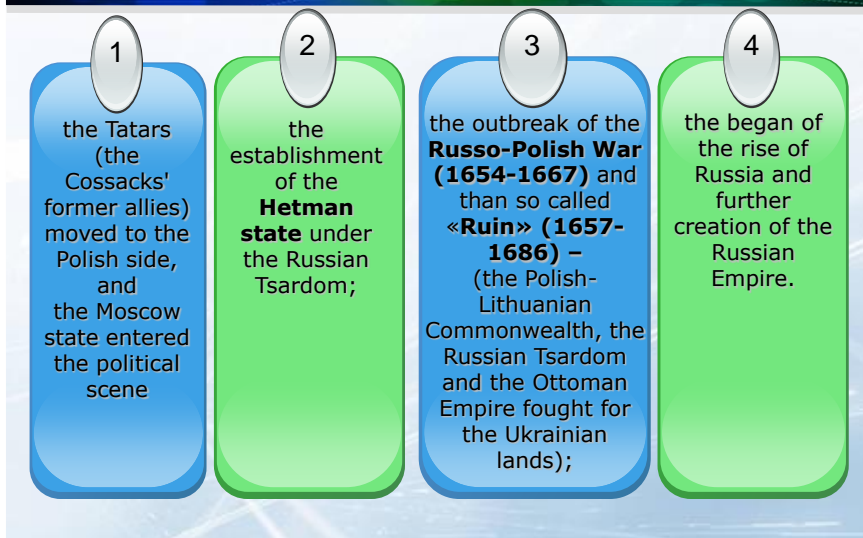 1
the Tatars
(the
Cossacks'
former allies)
moved to the
Polish side,
and
the Moscow
state entered
the political
scene
2
the
establishment
of the
Hetman
state under
the Russian
Tsardom;
3
the outbreak of the
Russo-Polish War
(1654-1667) and
than so called
«Ruin» (1657-
1686) –
(the Polish-
Lithuanian
Commonwealth, the
Russian Tsardom
and the Ottoman
Empire fought for
the Ukrainian
lands);
4
the began of
the rise of
Russia and
further
creation of the
Russian
Empire.